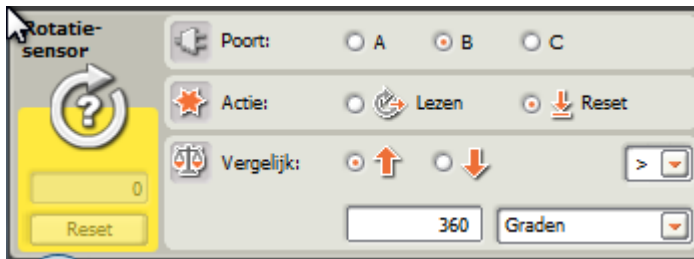 Rotatie-
sensor
Poort: A B C
Actie: Lezen Reset
Vergelijk: >
0
360 Graden
Reset